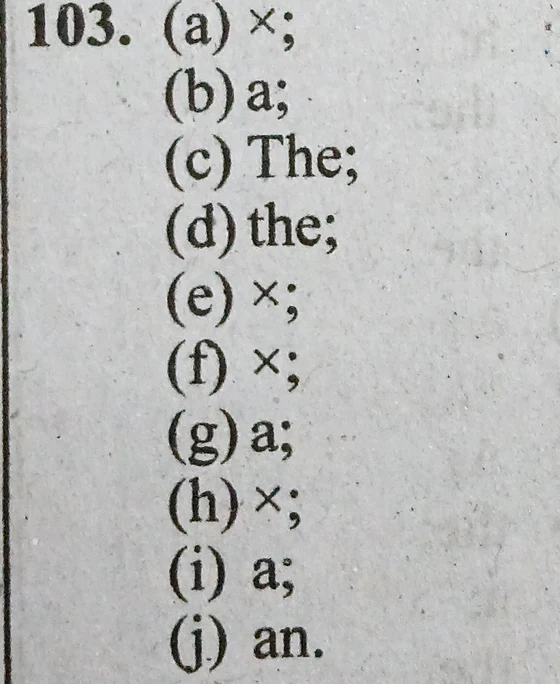 103. (a) ×;
(b) a;
(c) The;
(d) the;
(e) ×;
(f) ×;
(g) a;
(h) ×;
(i) a;
(j) an.